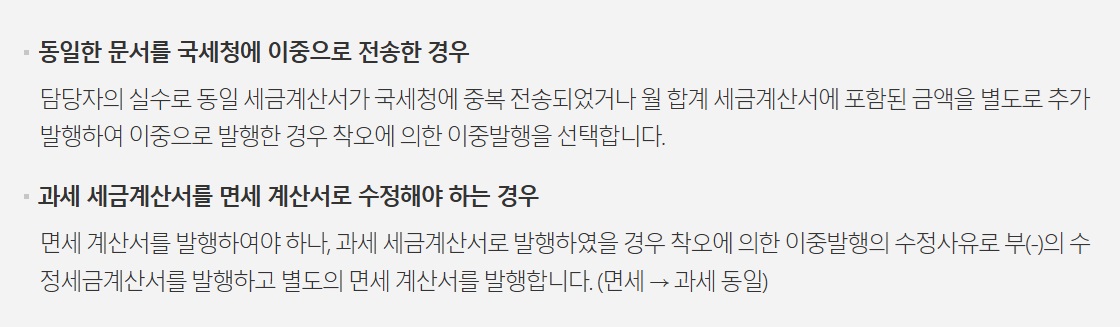 동일한 문서를 국세청에 이중으로 전송한 경우
담당자의 실수로 동일 세금계산서가 국세청에 중복 전송되었거나 월 합계 세금계산서에 포함된 금액을 별도로 추가
발행하여 이중으로 발행한 경우 착오에 의한 이중발행을 선택합니다.
과세 세금계산서를 면세 계산서로 수정해야 하는 경우
면세 계산서를 발행하여야 하나, 과세 세금계산서로 발행하였을 경우 착오에 의한 이중발행의 수정사유로 부(-)의 수
정세금계산서를 발행하고 별도의 면세 계산서를 발행합니다. (면세 → 과세 동일)